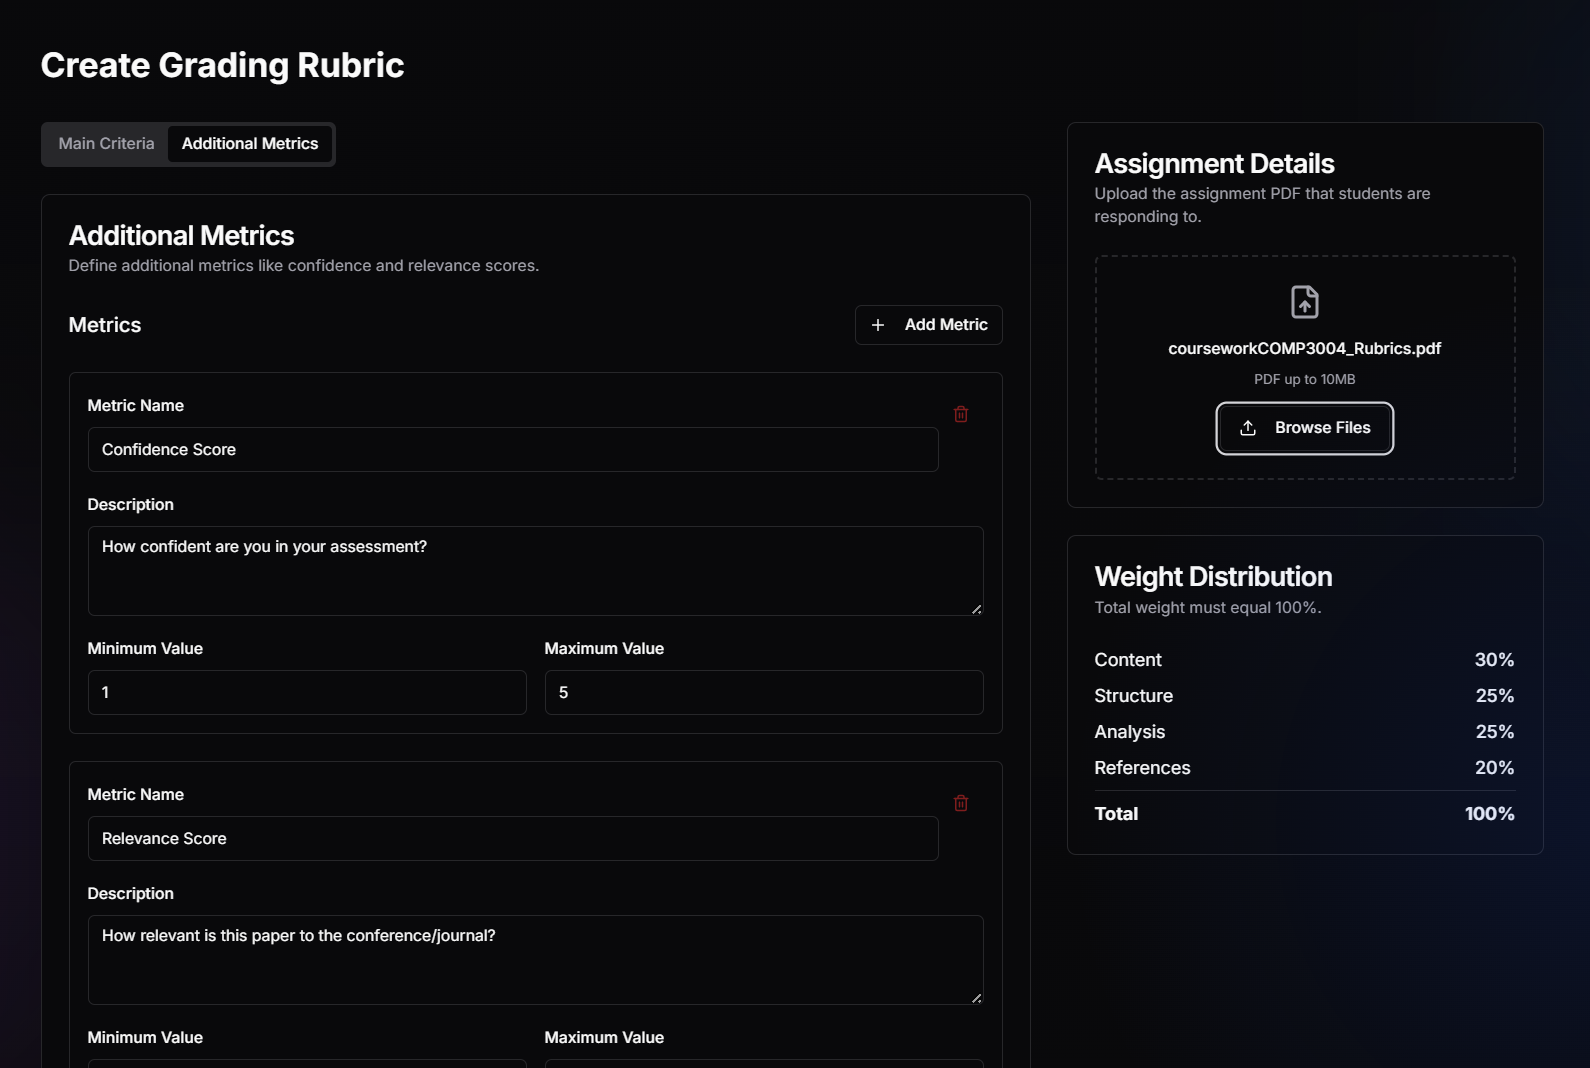 Create Grading Rubric
Main Criteria
Additional Metrics
Additional Metrics
Define additional metrics like confidence and relevance scores.
Metrics
Add Metric
Metric Name
Confidence Score
Description
How confident are you in your assessment?
Minimum Value
Maximum Value
1
5
Metric Name
Relevance Score
Description
How relevant is this paper to the conference/journal?
Minimum Value
Maximum Value
Assignment Details
Upload the assignment PDF that students are
responding to.
courseworkCOMP3004_Rubrics.pdf
PDF up to 10MB
Browse Files
Weight Distribution
Total weight must equal 100%.
Content 30%
Structure 25%
Analysis 25%
References 20%
Total 100%